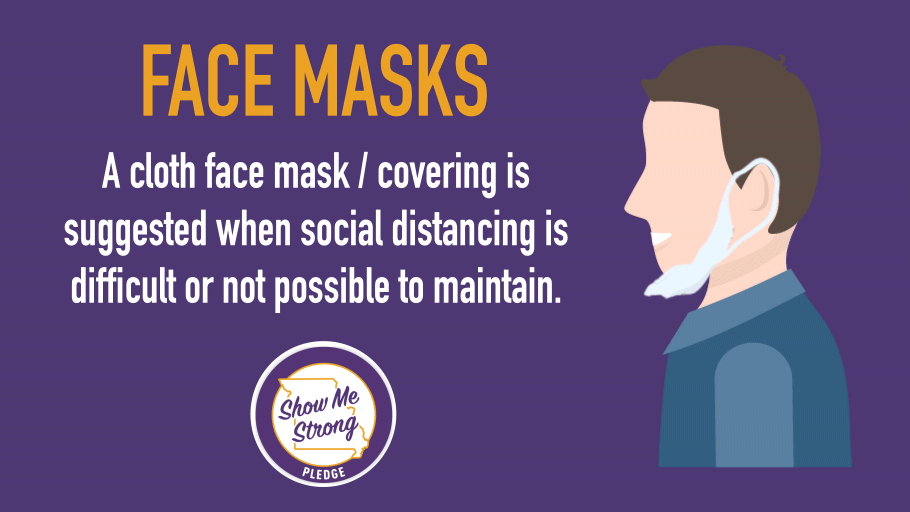 FACE MASKS
A cloth face mask / covering is
suggested when social distancing is
difficult or not possible to maintain.
Show Me
Strong
PLEDGE